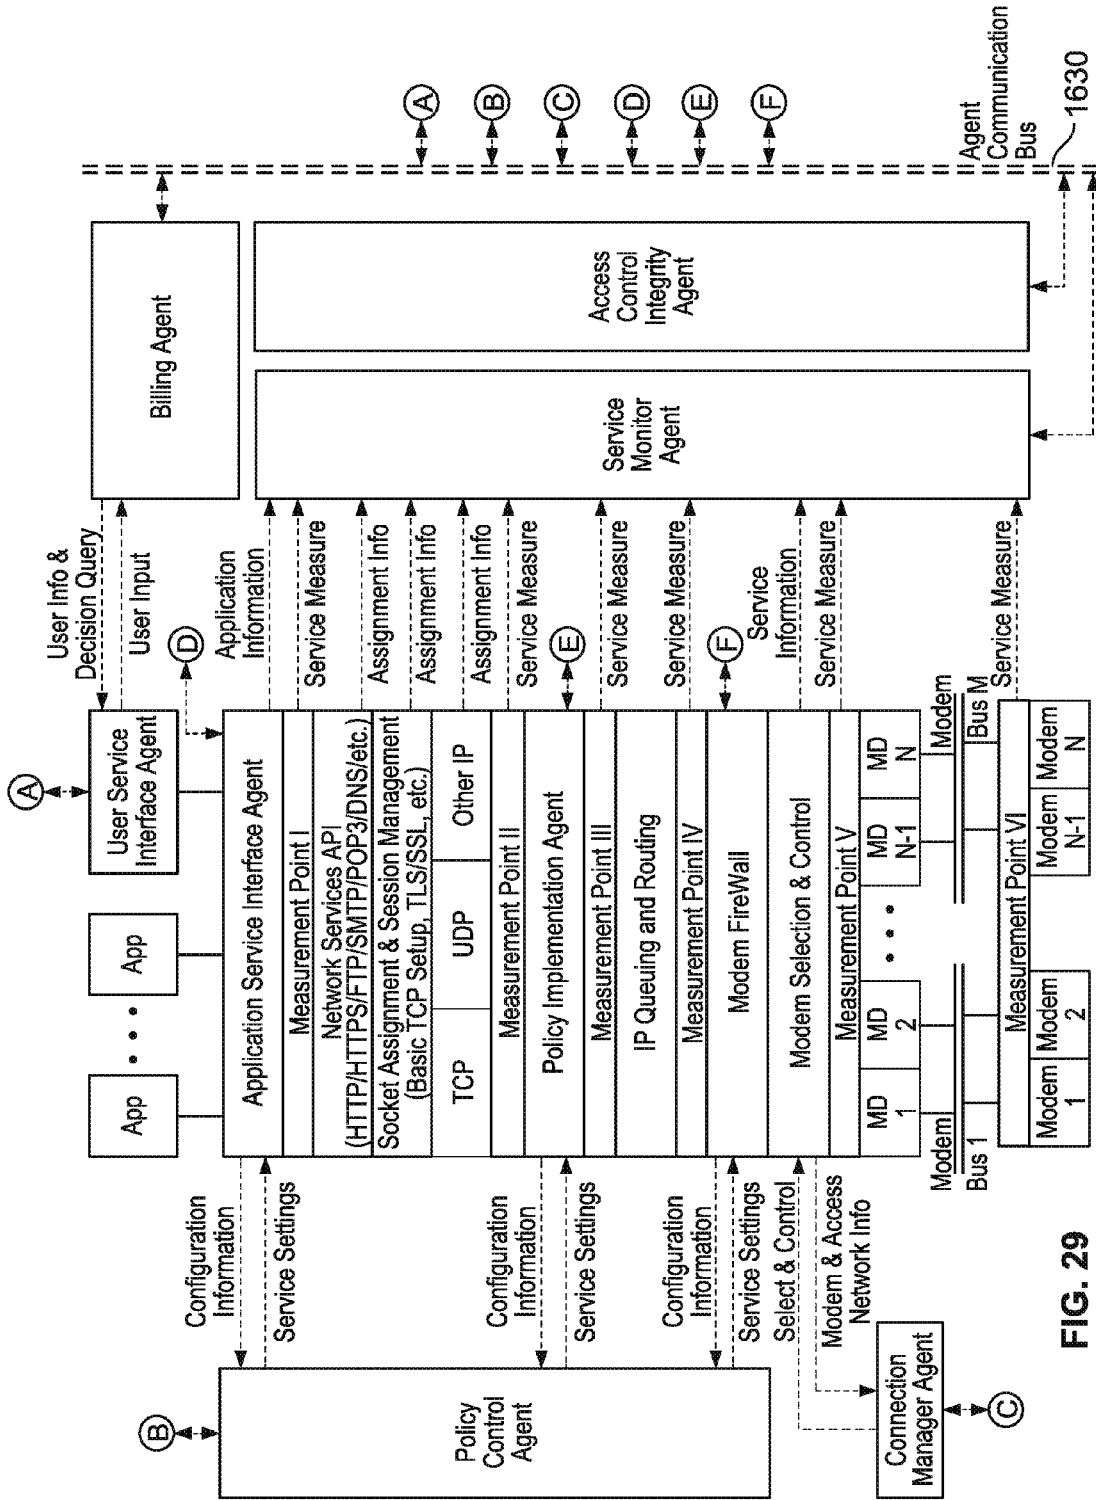 A
User Service
Interface Agent
App
App
User Info &
Decision Query
User Input
D
Billing Agent
Policy
Control
Agent
B
Configuration
Information
Service Settings
Configuration
Information
Service Settings
Configuration
Information
Service Settings
Select & Control
Modem & Access
Network Info
Connection
Manager Agent
C
Application Service Interface Agent
Measurement Point I
Network Services API
(HTTP/HTTPS/FTP/SMTP/POP3/DNS/etc.)
Socket Assignment & Session Management
(Basic TCP Setup, TLS/SSL, etc.)
TCP
UDP
Other IP
Measurement Point II
Policy Implementation Agent
Measurement Point III
IP Queuing and Routing
Measurement Point IV
Modem FireWall
Modem Selection & Control
Measurement Point V
MD
1
MD
2
MD
N-1
MD
N
Modem
Bus 1
Modem
Bus M
Measurement Point VI
Modem
1
Modem
2
Modem
N-1
Modem
N
Application
Information
Service Measure
Assignment Info
Assignment Info
Assignment Info
Service Measure
E
Service Measure
Service Measure
F
Service
Information
Service Measure
Service Measure
Service
Monitor
Agent
Access
Control
Integrity
Agent
A
B
C
D
E
F
Agent
Communication
Bus
1630
FIG. 29